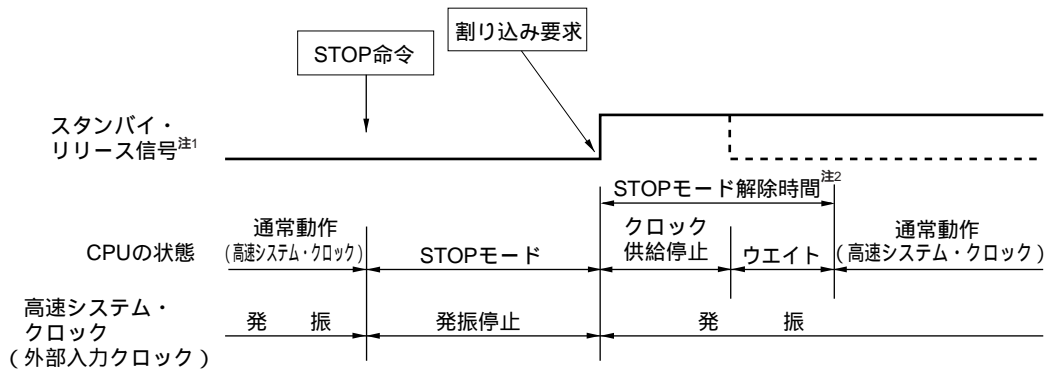 割り込み要求
STOP命令
スタンバイ・
リリース信号注1
STOPモード解除時間注2
通常動作
(高速システム・クロック)
クロック
供給停止
通常動作
(高速システム・クロック)
CPUの状態
STOPモード
ウエイト
高速システム・
クロック
(外部入力クロック)
発 振
発振停止
発 振